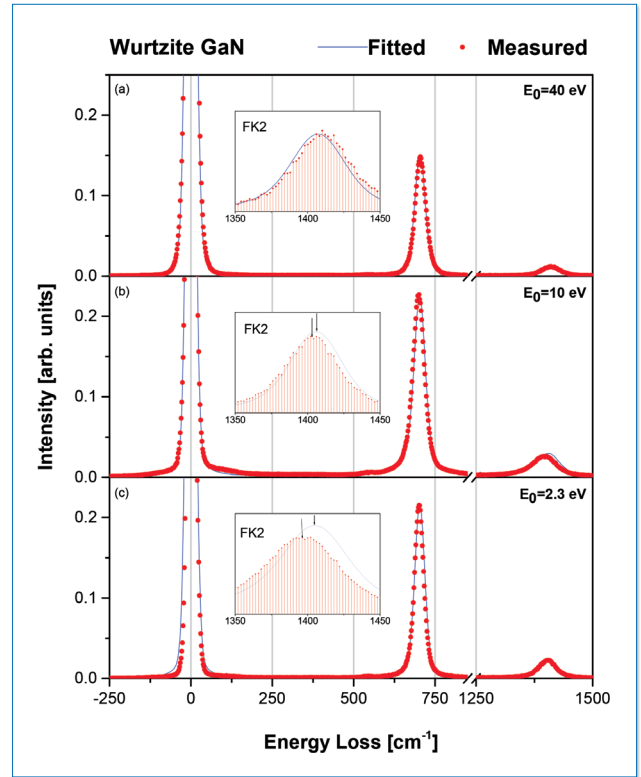 Wurtzite GaN — Fitted • Measured
(a) E0=40 eV
0.2
FK2
0.1
1350 1400 1450
0.0
(b) E0=10 eV
0.2
FK2
0.1
1350 1400 1450
0.0
(c) E0=2.3 eV
0.2
FK2
0.1
1350 1400 1450
0.0
-250 0 250 500 750 1250 1500
Intensity [arb. units]
Energy Loss [cm-1]